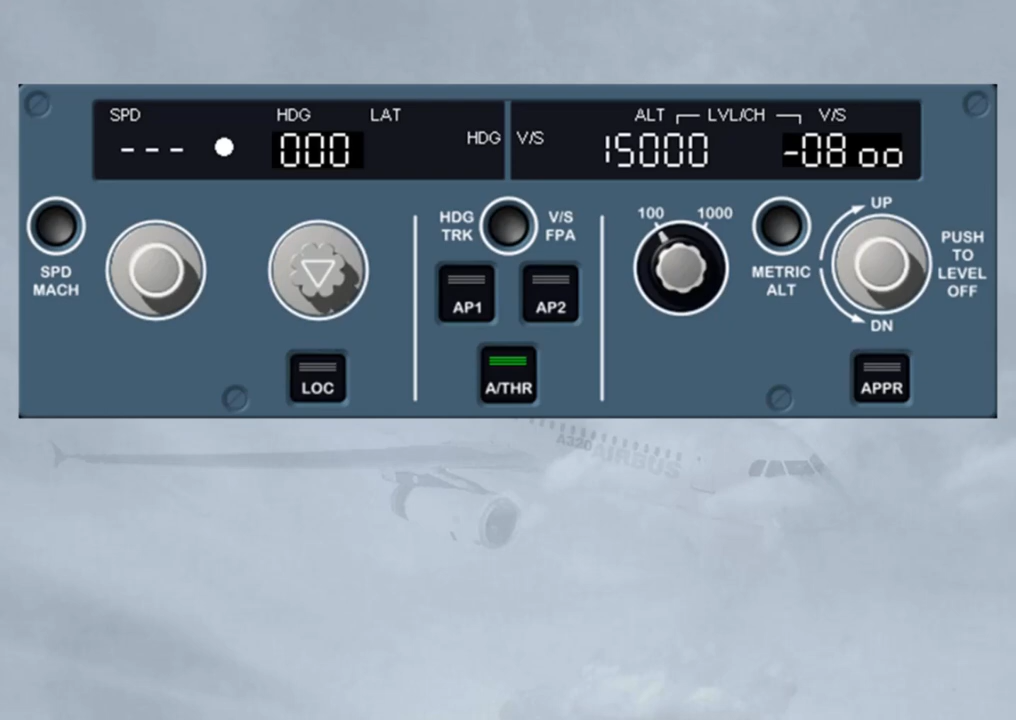 SPD HDG LAT ALT LVL/CH V/S
--- 000 HDG V/S 15000 -08oo
SPD
MACH
HDG
TRK
V/S
FPA
AP1 AP2
LOC A/THR
100 1000
METRIC
ALT
UP
DN
PUSH
TO
LEVEL
OFF
APPR
A320 AIRBUS